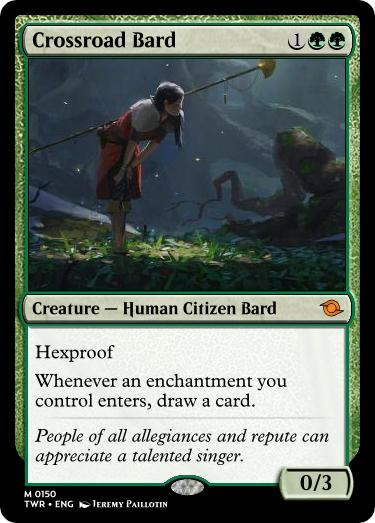 Crossroad Bard 1
Creature — Human Citizen Bard
Hexproof
Whenever an enchantment you
control enters, draw a card.
People of all allegiances and repute can
appreciate a talented singer.
0/3
M 0150
TWR • ENG Jeremy Paillotin